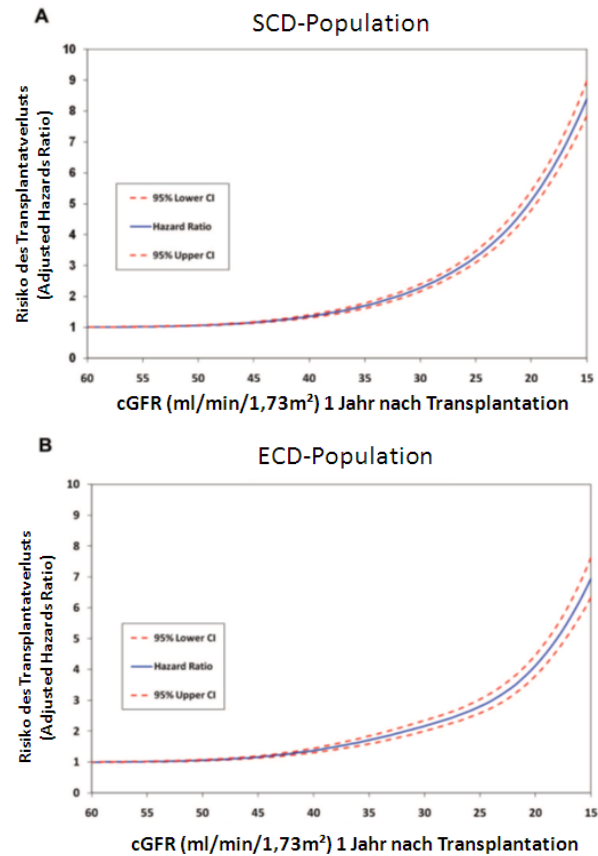 A
SCD-Population
Risiko des Transplantatverlusts
(Adjusted Hazards Ratio)
10
9
8
7
6
5
4
3
2
1
0
95% Lower CI
Hazard Ratio
95% Upper CI
60 55 50 45 40 35 30 25 20 15
cGFR (ml/min/1,73m²) 1 Jahr nach Transplantation
B
ECD-Population
Risiko des Transplantatverlusts
(Adjusted Hazards Ratio)
10
9
8
7
6
5
4
3
2
1
0
95% Lower CI
Hazard Ratio
95% Upper CI
60 55 50 45 40 35 30 25 20 15
cGFR (ml/min/1,73m²) 1 Jahr nach Transplantation